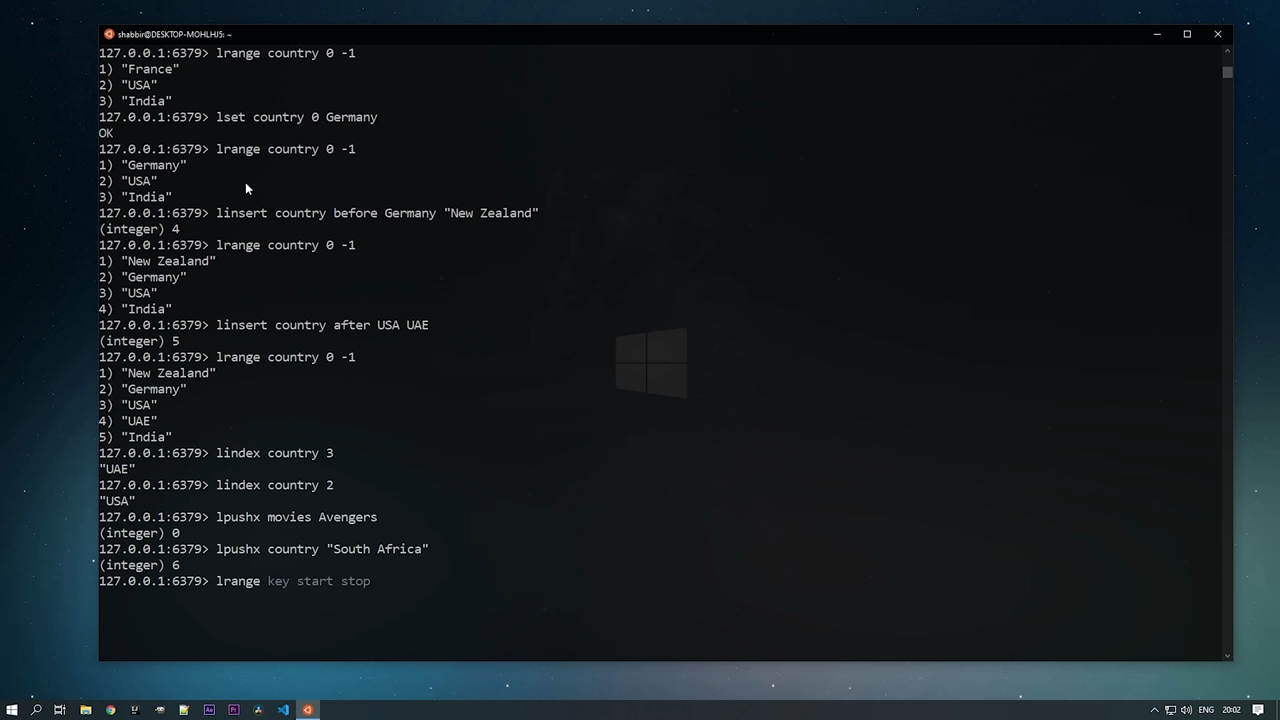 shabbir@DESKTOP-MOHLHJ5: ~
127.0.0.1:6379> lrange country 0 -1
1) "France"
2) "USA"
3) "India"
127.0.0.1:6379> lset country 0 Germany
OK
127.0.0.1:6379> lrange country 0 -1
1) "Germany"
2) "USA"
3) "India"
127.0.0.1:6379> linsert country before Germany "New Zealand"
(integer) 4
127.0.0.1:6379> lrange country 0 -1
1) "New Zealand"
2) "Germany"
3) "USA"
4) "India"
127.0.0.1:6379> linsert country after USA UAE
(integer) 5
127.0.0.1:6379> lrange country 0 -1
1) "New Zealand"
2) "Germany"
3) "USA"
4) "UAE"
5) "India"
127.0.0.1:6379> lindex country 3
"UAE"
127.0.0.1:6379> lindex country 2
"USA"
127.0.0.1:6379> lpushx movies Avengers
(integer) 0
127.0.0.1:6379> lpushx country "South Africa"
(integer) 6
127.0.0.1:6379> lrange key start stop
Ae Pr ENG 20:02